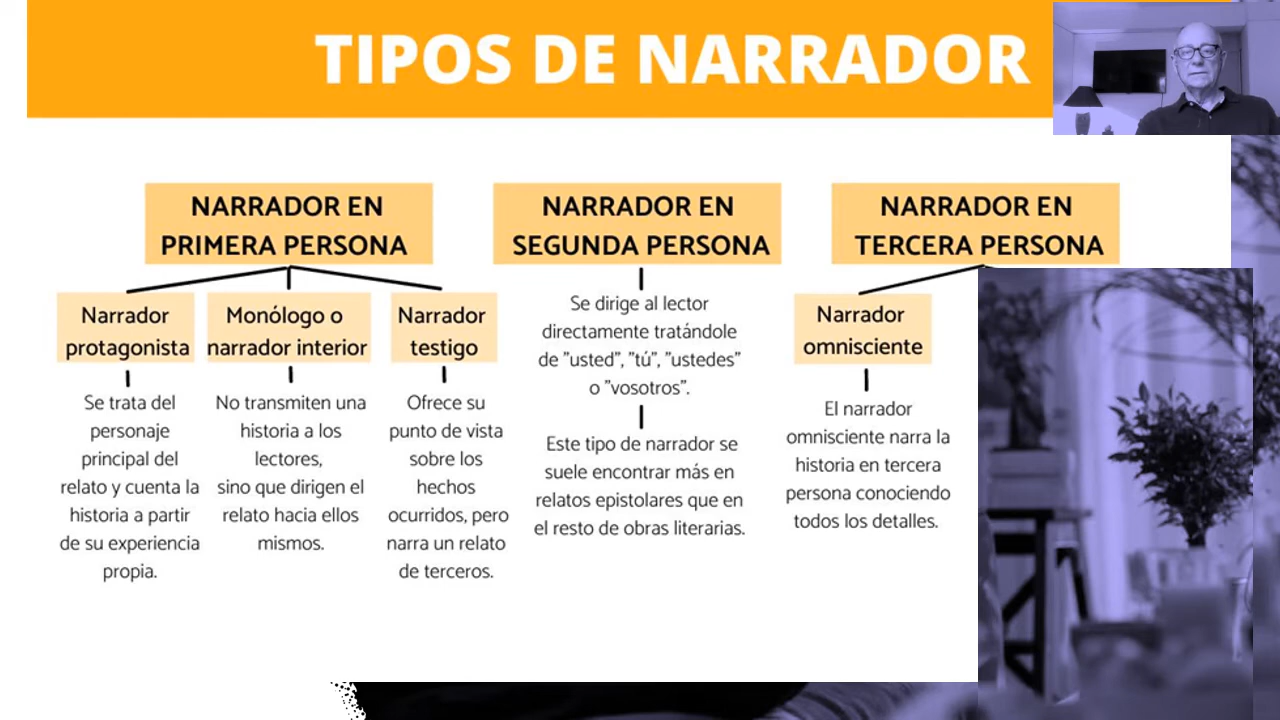 TIPOS DE NARRADOR
NARRADOR EN
PRIMERA PERSONA
Narrador
protagonista
Se trata del
personaje
principal del
relato y cuenta la
historia a partir
de su experiencia
propia.
Monólogo o
narrador interior
No transmiten una
historia a los
lectores,
sino que dirigen el
relato hacia ellos
mismos.
Narrador
testigo
Ofrece su
punto de vista
sobre los
hechos
ocurridos, pero
narra un relato
de terceros.
NARRADOR EN
SEGUNDA PERSONA
Se dirige al lector
directamente tratándole
de "usted", "tú", "ustedes"
o "vosotros".
Este tipo de narrador se
suele encontrar más en
relatos epistolares que en
el resto de obras literarias.
NARRADOR EN
TERCERA PERSONA
Narrador
omnisciente
El narrador
omnisciente narra la
historia en tercera
persona conociendo
todos los detalles.